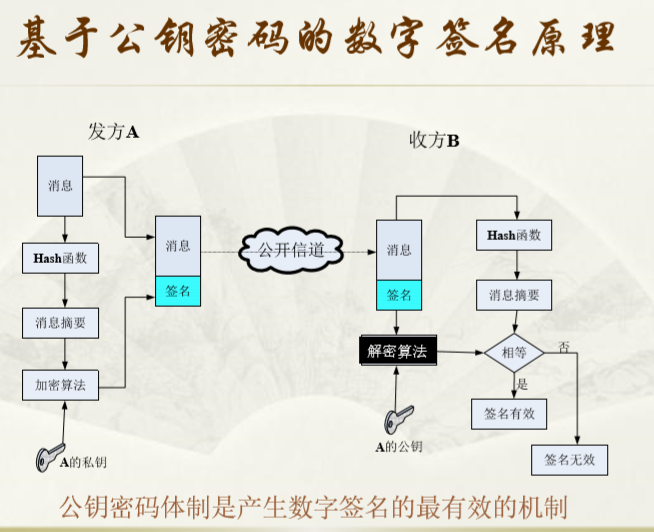 基于公钥密码的数字签名原理
发方A
收方B
消息
Hash函数
消息摘要
加密算法
A的私钥
消息
签名
公开信道
消息
签名
解密算法
A的公钥
Hash函数
消息摘要
相等
否
是
签名有效
签名无效
公钥密码体制是产生数字签名的最有效的机制